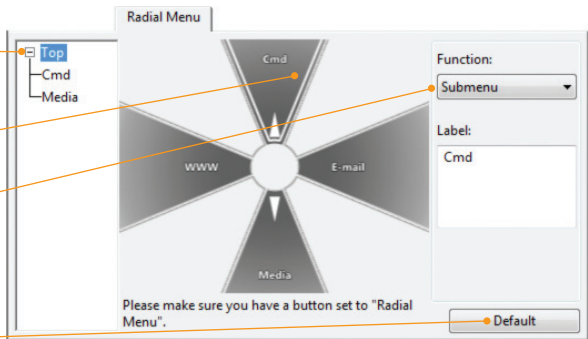 Radial Menu
Top
Cmd
Media
Cmd
WWW
E-mail
Media
Please make sure you have a button set to "Radial
Menu".
Function:
Submenu
Label:
Cmd
Default